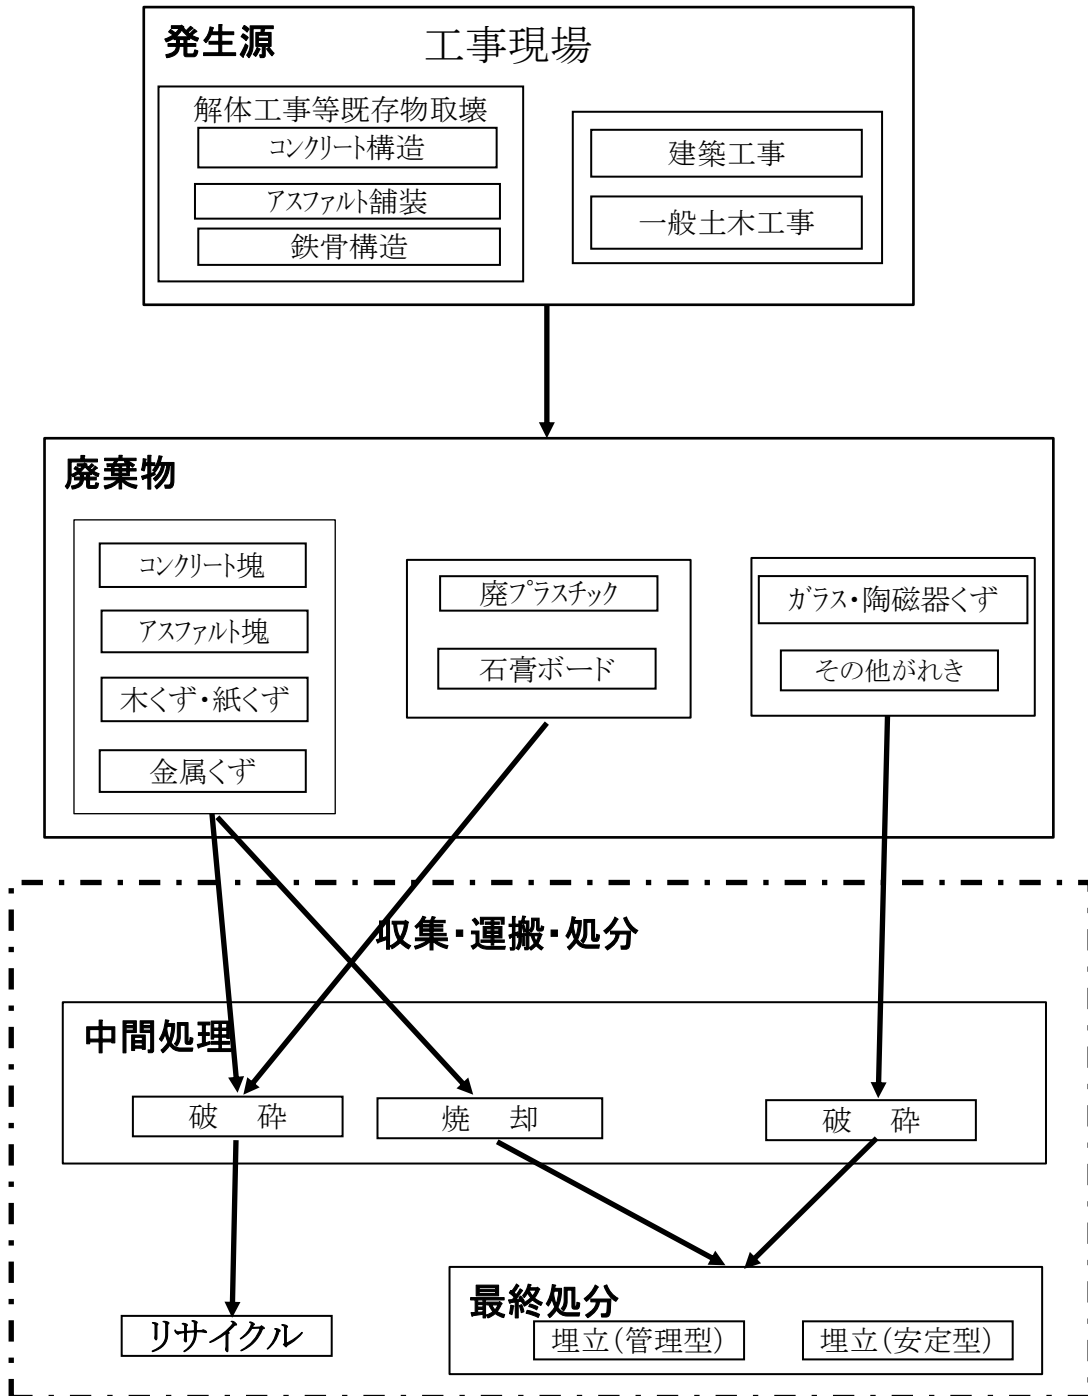 発生源 工事現場
解体工事等既存物取壊
コンクリート構造
アスファルト舗装
鉄骨構造
建築工事
一般土木工事
廃棄物
コンクリート塊
アスファルト塊
木くず・紙くず
金属くず
廃プラスチック
石膏ボード
ガラス・陶磁器くず
その他がれき
収集・運搬・処分
中間処理
破 砕
焼 却
破 砕
リサイクル
最終処分
埋立(管理型)
埋立(安定型)